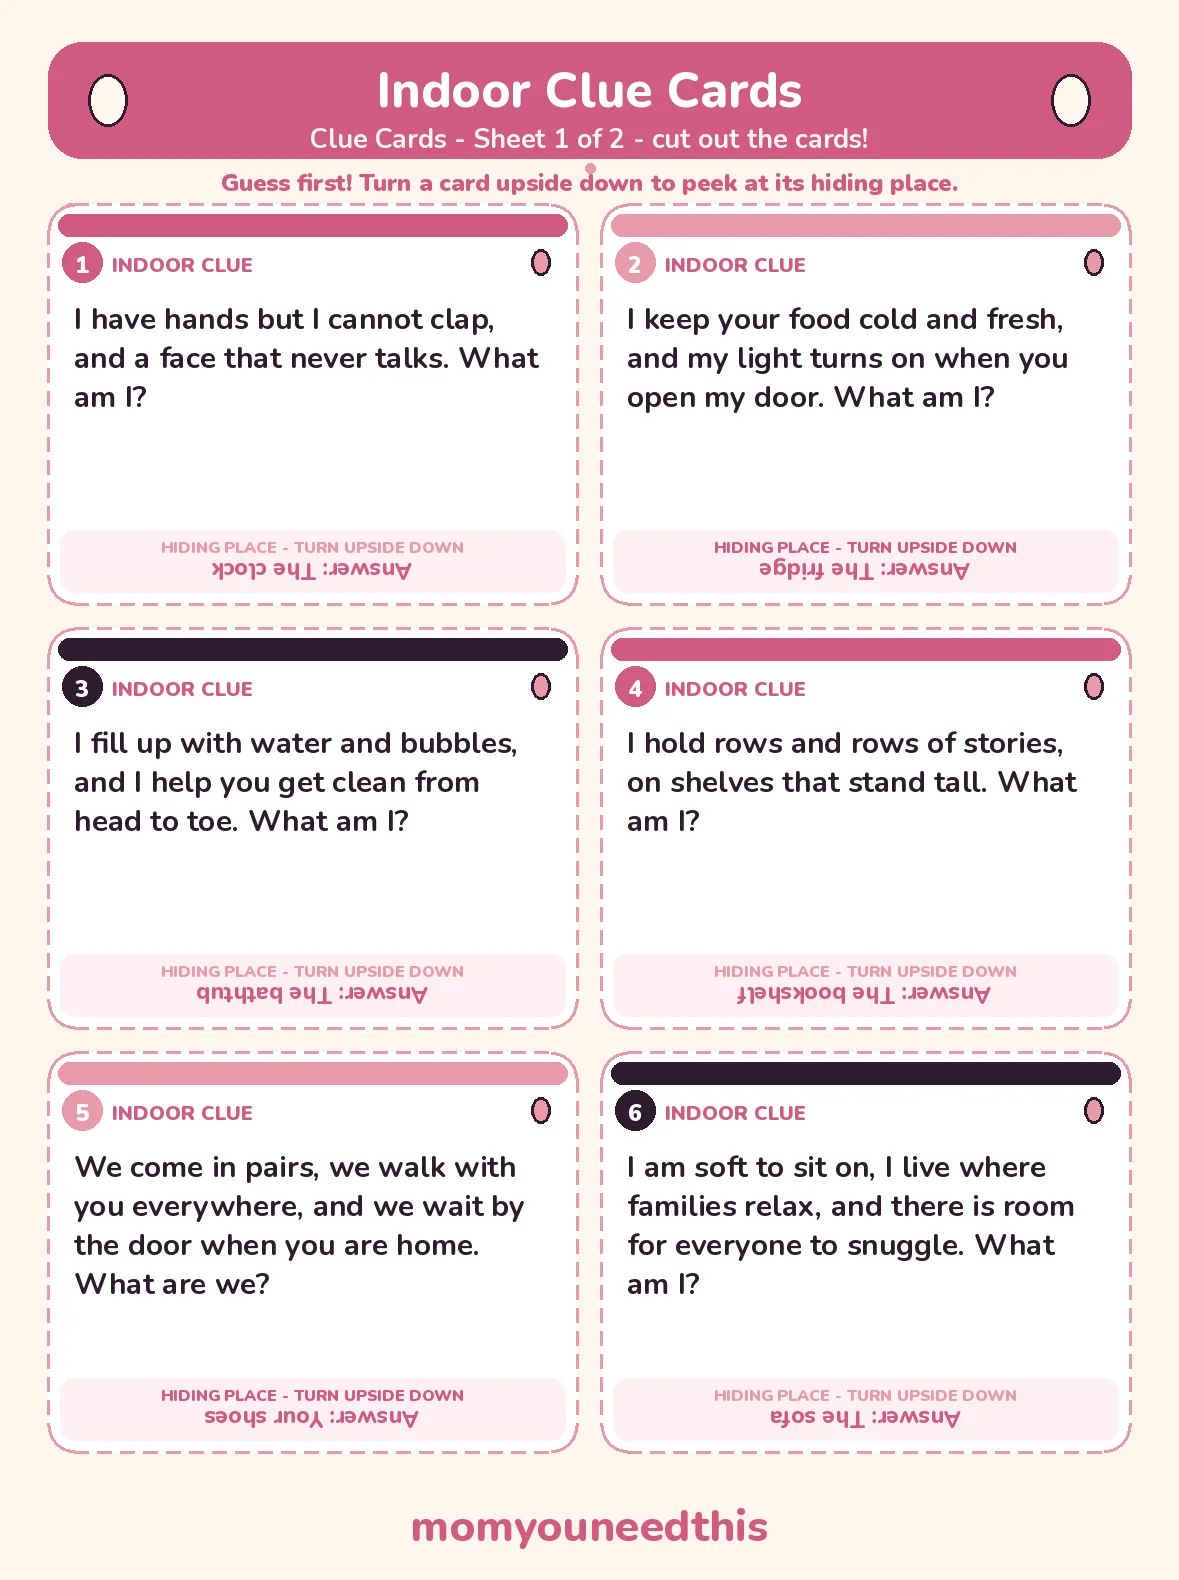 Indoor Clue Cards
Clue Cards - Sheet 1 of 2 - cut out the cards!
Guess first! Turn a card upside down to peek at its hiding place.
1 INDOOR CLUE
I have hands but I cannot clap,
and a face that never talks. What
am I?
HIDING PLACE - TURN UPSIDE DOWN
Answer: The clock
2 INDOOR CLUE
I keep your food cold and fresh,
and my light turns on when you
open my door. What am I?
HIDING PLACE - TURN UPSIDE DOWN
Answer: The fridge
3 INDOOR CLUE
I fill up with water and bubbles,
and I help you get clean from
head to toe. What am I?
HIDING PLACE - TURN UPSIDE DOWN
Answer: The bathtub
4 INDOOR CLUE
I hold rows and rows of stories,
on shelves that stand tall. What
am I?
HIDING PLACE - TURN UPSIDE DOWN
Answer: The bookshelf
5 INDOOR CLUE
We come in pairs, we walk with
you everywhere, and we wait by
the door when you are home.
What are we?
HIDING PLACE - TURN UPSIDE DOWN
Answer: Your shoes
6 INDOOR CLUE
I am soft to sit on, I live where
families relax, and there is room
for everyone to snuggle. What
am I?
HIDING PLACE - TURN UPSIDE DOWN
Answer: The sofa
momyouneedthis